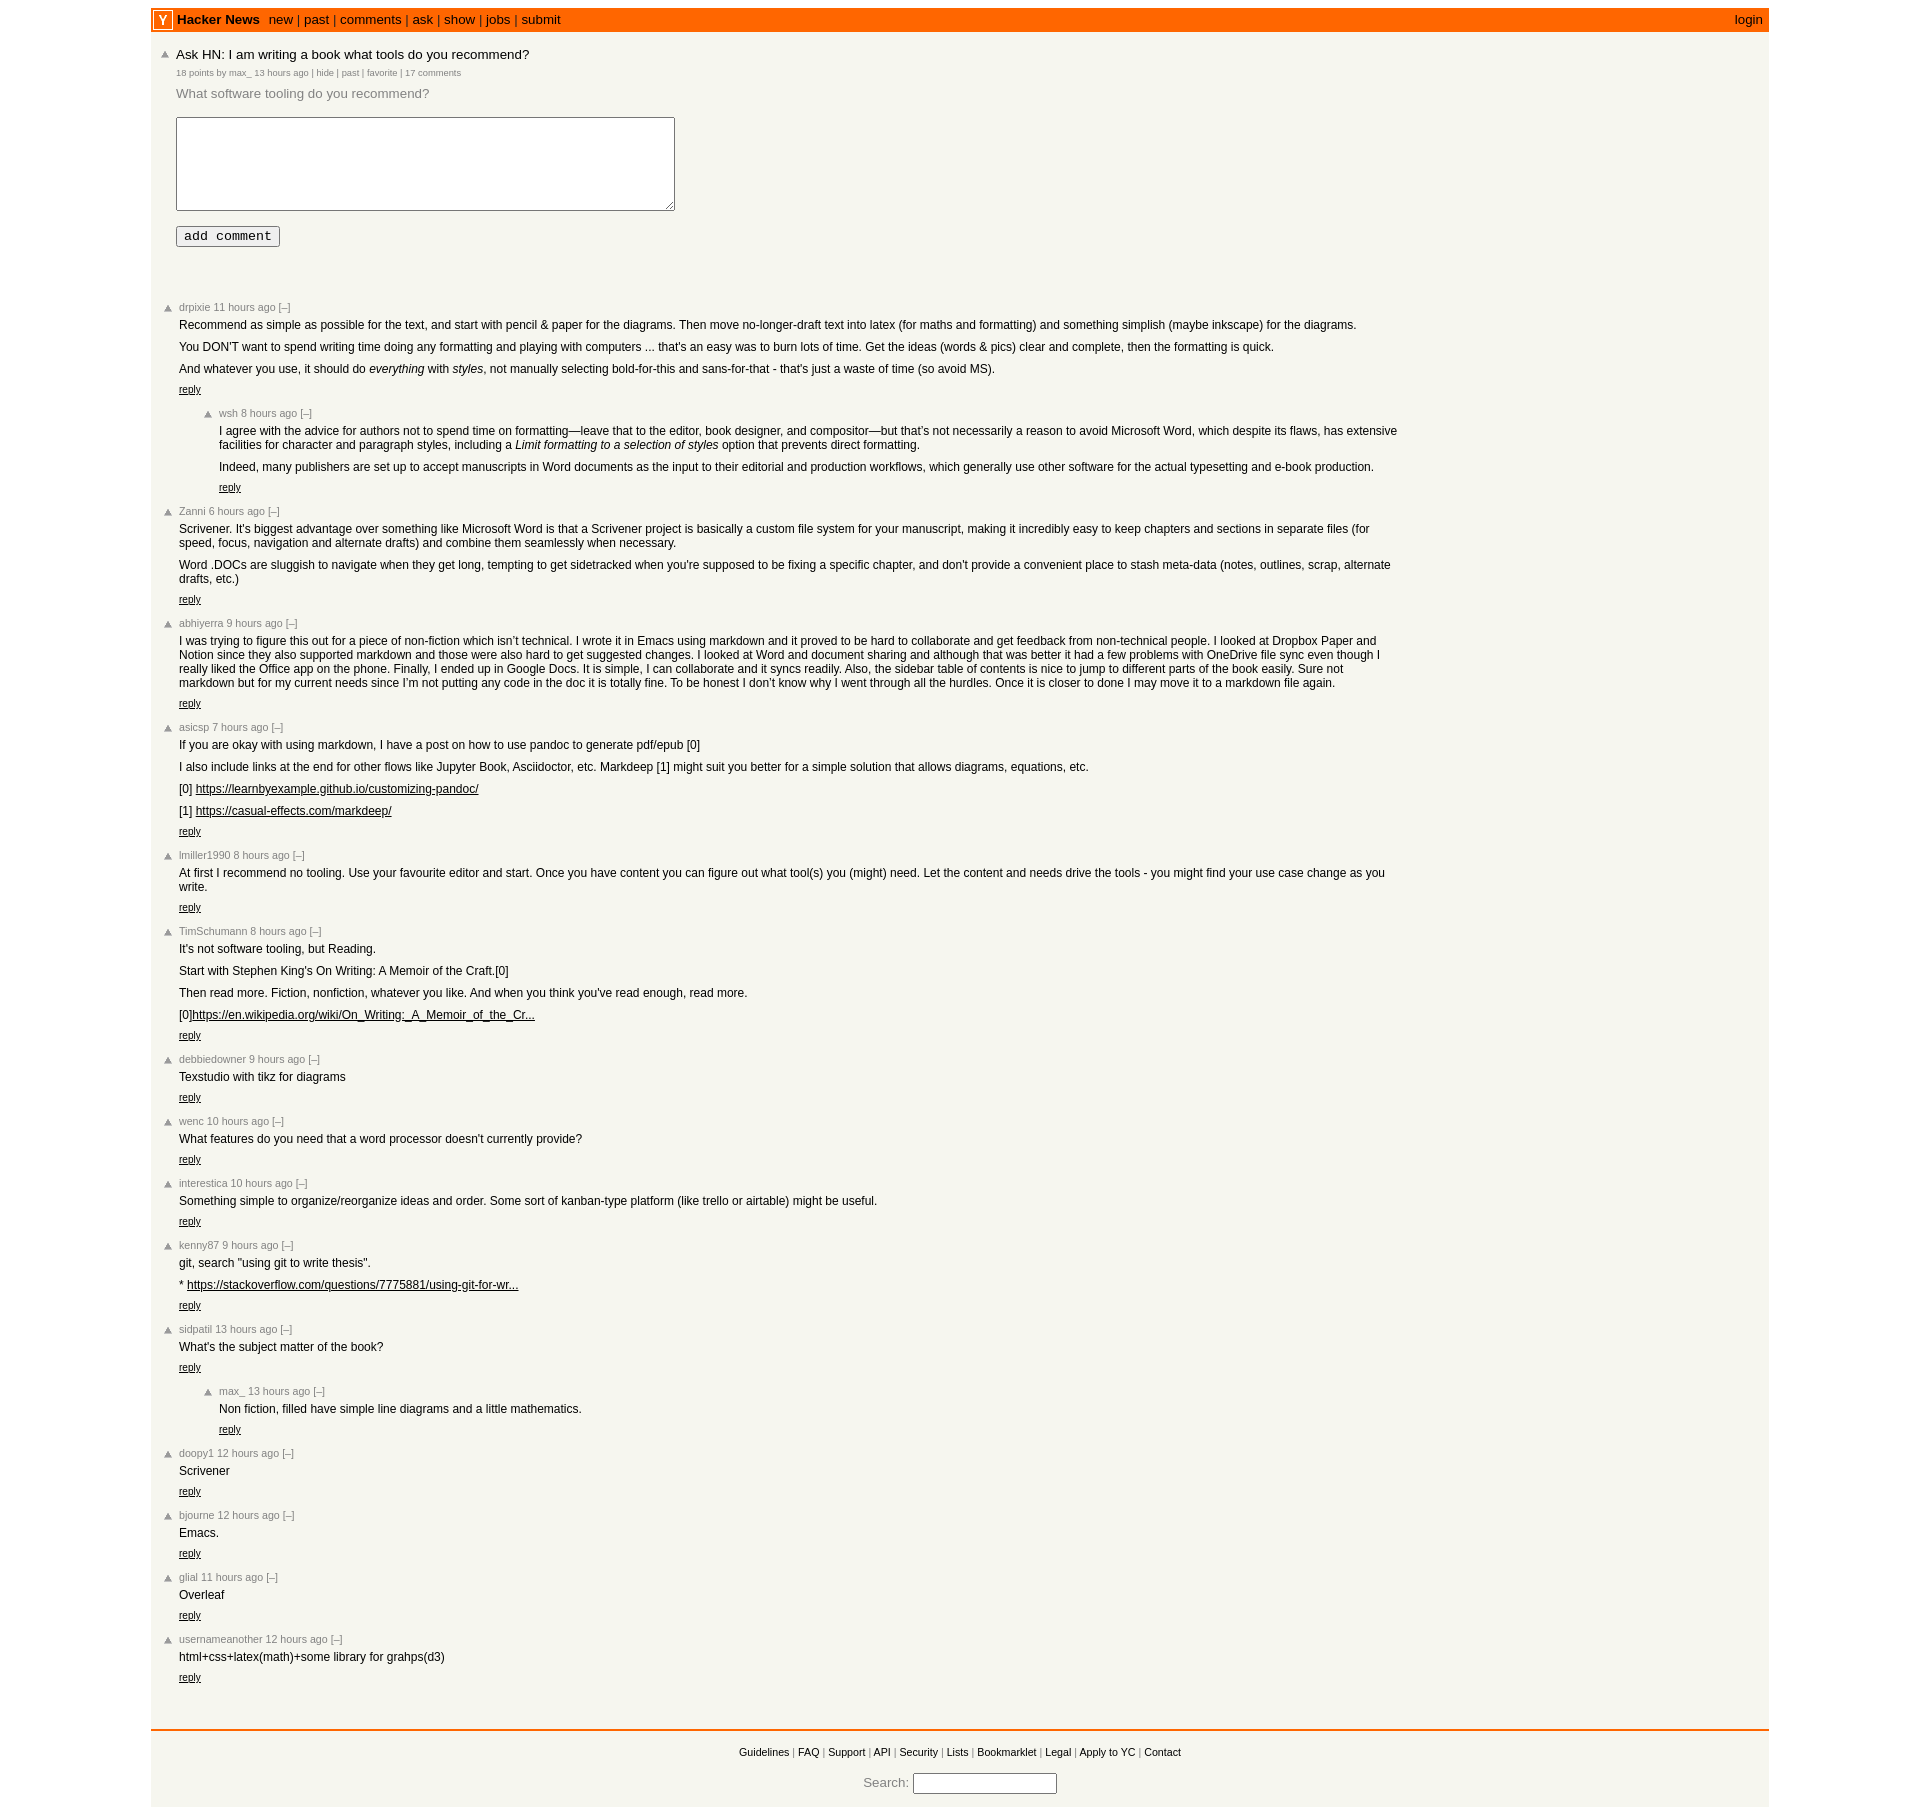 Y Hacker News new | past | comments | ask | show | jobs | submit login
Ask HN: I am writing a book what tools do you recommend?
18 points by max_ 13 hours ago | hide | past | favorite | 17 comments
What software tooling do you recommend?
add comment
drpixie 11 hours ago [–]
Recommend as simple as possible for the text, and start with pencil & paper for the diagrams. Then move no-longer-draft text into latex (for maths and formatting) and something simplish (maybe inkscape) for the diagrams.
You DON'T want to spend writing time doing any formatting and playing with computers ... that's an easy was to burn lots of time. Get the ideas (words & pics) clear and complete, then the formatting is quick.
And whatever you use, it should do everything with styles, not manually selecting bold-for-this and sans-for-that - that's just a waste of time (so avoid MS).
reply
wsh 8 hours ago [–]
I agree with the advice for authors not to spend time on formatting—leave that to the editor, book designer, and compositor—but that’s not necessarily a reason to avoid Microsoft Word, which despite its flaws, has extensive
facilities for character and paragraph styles, including a Limit formatting to a selection of styles option that prevents direct formatting.
Indeed, many publishers are set up to accept manuscripts in Word documents as the input to their editorial and production workflows, which generally use other software for the actual typesetting and e-book production.
reply
Zanni 6 hours ago [–]
Scrivener. It's biggest advantage over something like Microsoft Word is that a Scrivener project is basically a custom file system for your manuscript, making it incredibly easy to keep chapters and sections in separate files (for
speed, focus, navigation and alternate drafts) and combine them seamlessly when necessary.
Word .DOCs are sluggish to navigate when they get long, tempting to get sidetracked when you're supposed to be fixing a specific chapter, and don't provide a convenient place to stash meta-data (notes, outlines, scrap, alternate
drafts, etc.)
reply
abhiyerra 9 hours ago [–]
I was trying to figure this out for a piece of non-fiction which isn’t technical. I wrote it in Emacs using markdown and it proved to be hard to collaborate and get feedback from non-technical people. I looked at Dropbox Paper and
Notion since they also supported markdown and those were also hard to get suggested changes. I looked at Word and document sharing and although that was better it had a few problems with OneDrive file sync even though I
really liked the Office app on the phone. Finally, I ended up in Google Docs. It is simple, I can collaborate and it syncs readily. Also, the sidebar table of contents is nice to jump to different parts of the book easily. Sure not
markdown but for my current needs since I’m not putting any code in the doc it is totally fine. To be honest I don’t know why I went through all the hurdles. Once it is closer to done I may move it to a markdown file again.
reply
asicsp 7 hours ago [–]
If you are okay with using markdown, I have a post on how to use pandoc to generate pdf/epub [0]
I also include links at the end for other flows like Jupyter Book, Asciidoctor, etc. Markdeep [1] might suit you better for a simple solution that allows diagrams, equations, etc.
[0] https://learnbyexample.github.io/customizing-pandoc/
[1] https://casual-effects.com/markdeep/
reply
lmiller1990 8 hours ago [–]
At first I recommend no tooling. Use your favourite editor and start. Once you have content you can figure out what tool(s) you (might) need. Let the content and needs drive the tools - you might find your use case change as you
write.
reply
TimSchumann 8 hours ago [–]
It's not software tooling, but Reading.
Start with Stephen King's On Writing: A Memoir of the Craft.[0]
Then read more. Fiction, nonfiction, whatever you like. And when you think you've read enough, read more.
[0]https://en.wikipedia.org/wiki/On_Writing:_A_Memoir_of_the_Cr...
reply
debbiedowner 9 hours ago [–]
Texstudio with tikz for diagrams
reply
wenc 10 hours ago [–]
What features do you need that a word processor doesn't currently provide?
reply
interestica 10 hours ago [–]
Something simple to organize/reorganize ideas and order. Some sort of kanban-type platform (like trello or airtable) might be useful.
reply
kenny87 9 hours ago [–]
git, search "using git to write thesis".
* https://stackoverflow.com/questions/7775881/using-git-for-wr...
reply
sidpatil 13 hours ago [–]
What's the subject matter of the book?
reply
max_ 13 hours ago [–]
Non fiction, filled have simple line diagrams and a little mathematics.
reply
doopy1 12 hours ago [–]
Scrivener
reply
bjourne 12 hours ago [–]
Emacs.
reply
glial 11 hours ago [–]
Overleaf
reply
usernameanother 12 hours ago [–]
html+css+latex(math)+some library for grahps(d3)
reply
Guidelines | FAQ | Support | API | Security | Lists | Bookmarklet | Legal | Apply to YC | Contact
Search: